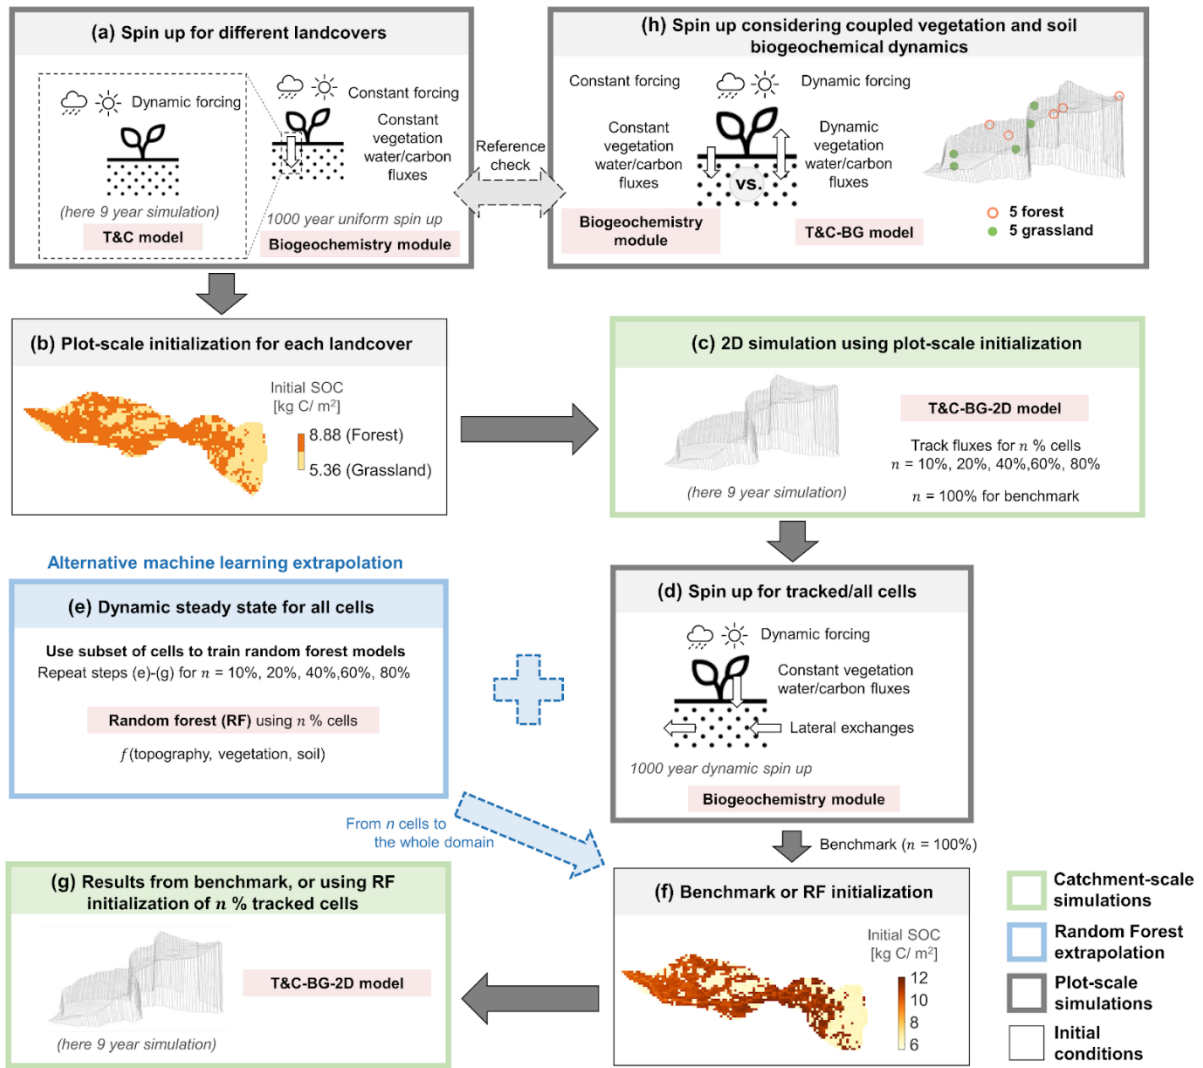 (a) Spin up for different landcovers
Dynamic forcing
(here 9 year simulation)
T&C model
Constant forcing
Constant
vegetation
water/carbon
fluxes
1000 year uniform spin up
Biogeochemistry module
Reference
check
(h) Spin up considering coupled vegetation and soil
biogeochemical dynamics
Constant forcing
Dynamic forcing
Constant
vegetation
water/carbon
fluxes
vs.
Dynamic
vegetation
water/carbon
fluxes
Biogeochemistry
module
T&C-BG model
5 forest
5 grassland
(b) Plot-scale initialization for each landcover
Initial SOC
[kg C/ m²]
8.88 (Forest)
5.36 (Grassland)
(c) 2D simulation using plot-scale initialization
T&C-BG-2D model
Track fluxes for n % cells
n = 10%, 20%, 40%,60%, 80%
n = 100% for benchmark
(here 9 year simulation)
(d) Spin up for tracked/all cells
Dynamic forcing
Constant vegetation
water/carbon fluxes
Lateral exchanges
1000 year dynamic spin up
Biogeochemistry module
Benchmark (n = 100%)
Alternative machine learning extrapolation
(e) Dynamic steady state for all cells
Use subset of cells to train random forest models
Repeat steps (e)-(g) for n = 10%, 20%, 40%,60%, 80%
Random forest (RF) using n % cells
f(topography, vegetation, soil)
From n cells to
the whole domain
(f) Benchmark or RF initialization
Initial SOC
[kg C/ m²]
12
10
8
6
(g) Results from benchmark, or using RF
initialization of n % tracked cells
T&C-BG-2D model
(here 9 year simulation)
Catchment-scale
simulations
Random Forest
extrapolation
Plot-scale
simulations
Initial
conditions